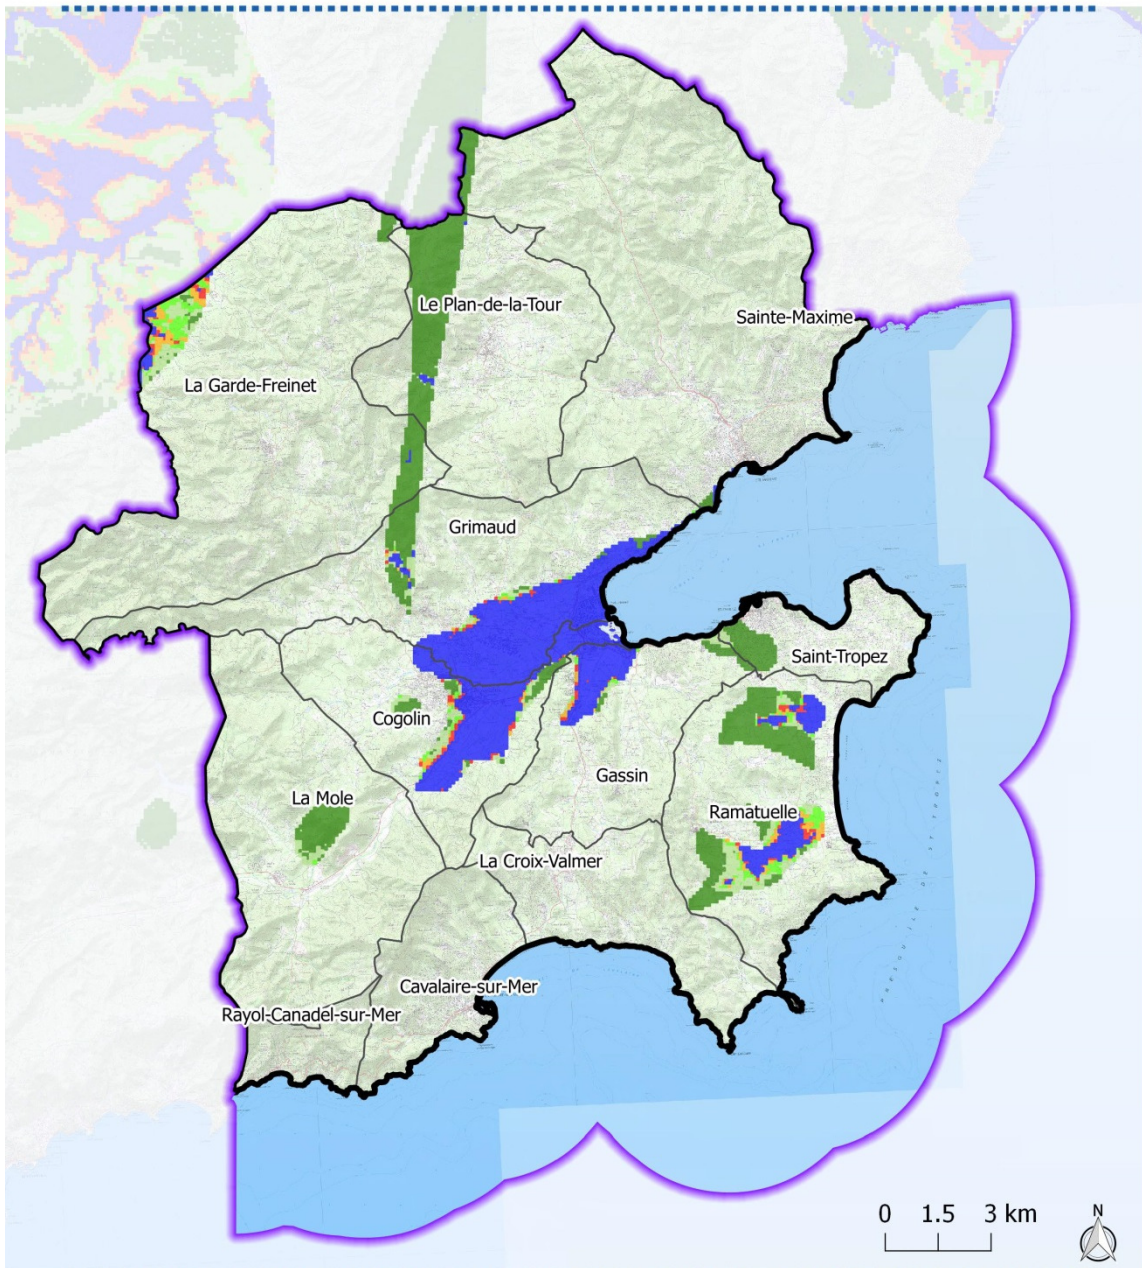 Le Plan-de-la-Tour
Sainte-Maxime
La Garde-Freinet
Grimaud
Saint-Tropez
Cogolin
Gassin
La Mole
Ramatuelle
La Croix-Valmer
Cavalaire-sur-Mer
Rayol-Canadel-sur-Mer
0 1.5 3 km
N